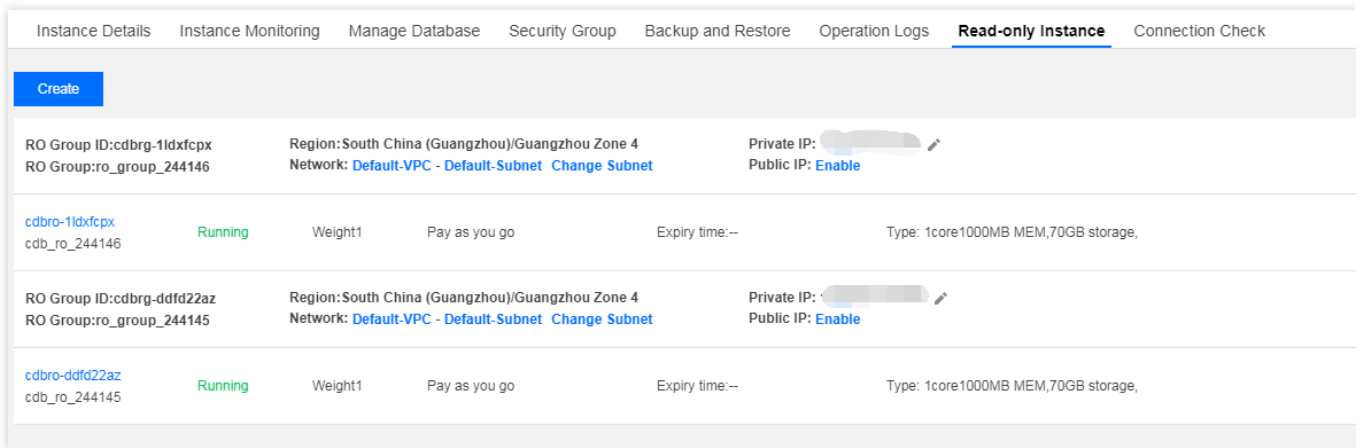 Instance Details Instance Monitoring Manage Database Security Group Backup and Restore Operation Logs Read-only Instance Connection Check
Create
RO Group ID:cdbrg-1ldxfcpx Region:South China (Guangzhou)/Guangzhou Zone 4 Private IP:
RO Group:ro_group_244146 Network: Default-VPC - Default-Subnet Change Subnet Public IP: Enable
cdbro-1ldxfcpx
cdb_ro_244146 Running Weight1 Pay as you go Expiry time:-- Type: 1core1000MB MEM,70GB storage,
RO Group ID:cdbrg-ddfd22az Region:South China (Guangzhou)/Guangzhou Zone 4 Private IP:
RO Group:ro_group_244145 Network: Default-VPC - Default-Subnet Change Subnet Public IP: Enable
cdbro-ddfd22az
cdb_ro_244145 Running Weight1 Pay as you go Expiry time:-- Type: 1core1000MB MEM,70GB storage,